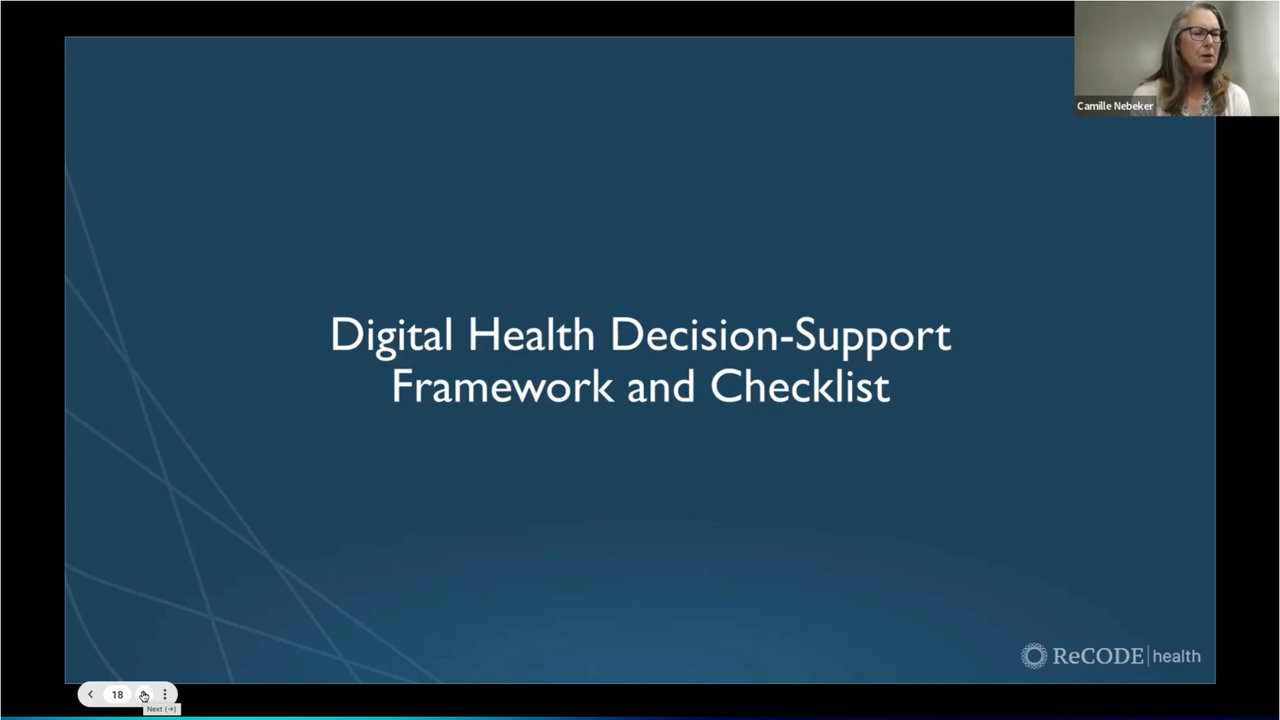 Camille Nebeker
Digital Health Decision-Support
Framework and Checklist
ReCODE health
18
Next (→)